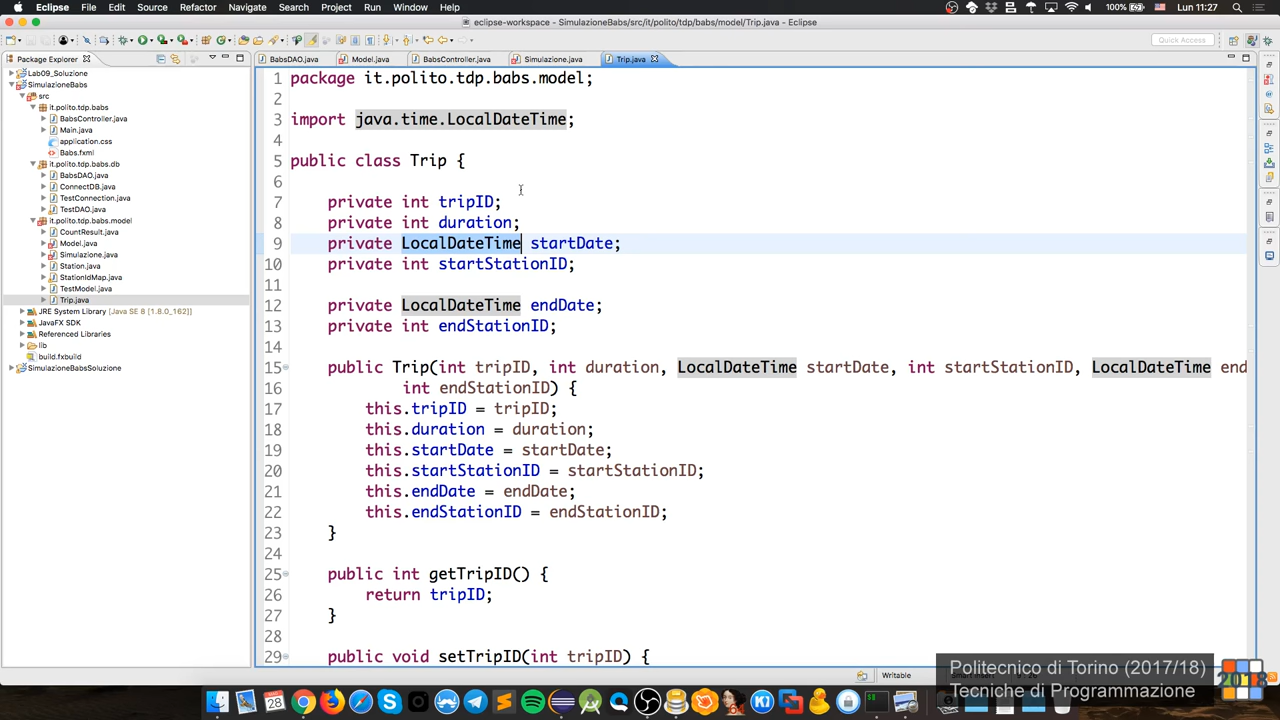 Eclipse File Edit Source Refactor Navigate Search Project Run Window Help
100% Lun 11:27
eclipse-workspace - SimulazioneBabs/src/it/polito/tdp/babs/model/Trip.java - Eclipse
Quick Access
Package Explorer
BabsDAO.java Model.java BabsController.java Simulazione.java Trip.java
Lab09_Soluzione
SimulazioneBabs
src
it.polito.tdp.babs
BabsController.java
Main.java
application.css
Babs.fxml
it.polito.tdp.babs.db
BabsDAO.java
ConnectDB.java
TestConnection.java
TestDAO.java
it.polito.tdp.babs.model
CountResult.java
Model.java
Simulazione.java
Station.java
StationIdMap.java
TestModel.java
Trip.java
JRE System Library [Java SE 8 [1.8.0_162]]
JavaFX SDK
Referenced Libraries
lib
build.fxbuild
SimulazioneBabsSoluzione
1 package it.polito.tdp.babs.model;
2
3 import java.time.LocalDateTime;
4
5 public class Trip {
6
7 private int tripID;
8 private int duration;
9 private LocalDateTime startDate;
10 private int startStationID;
11
12 private LocalDateTime endDate;
13 private int endStationID;
14
15 public Trip(int tripID, int duration, LocalDateTime startDate, int startStationID, LocalDateTime end
16 int endStationID) {
17 this.tripID = tripID;
18 this.duration = duration;
19 this.startDate = startDate;
20 this.startStationID = startStationID;
21 this.endDate = endDate;
22 this.endStationID = endStationID;
23 }
24
25 public int getTripID() {
26 return tripID;
27 }
28
29 public void setTripID(int tripID) {
Writable
Politecnico di Torino (2017/18)
Tecniche di Programmazione
2018